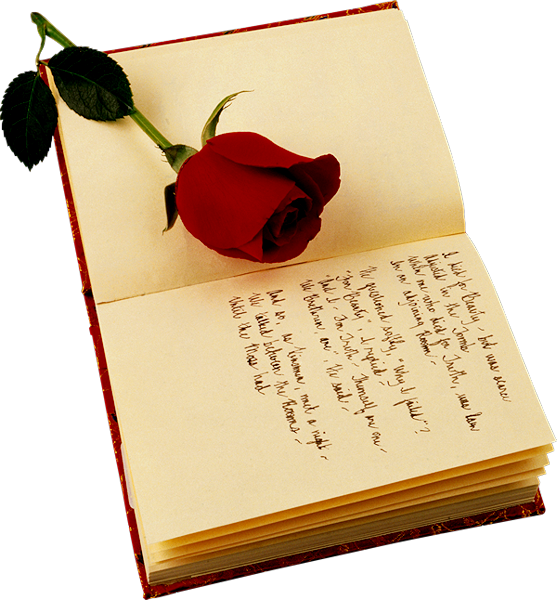 I died for Beauty - but was scarce
Adjusted in the Tomb
When one who died for Truth, was lain
In an adjoining Room -
He questioned softly, "Why I failed"?
"For Beauty", I replied -
"And I - For Truth - Themself are one -
We Brethren, are", He said -
And so, as Kinsmen, met a night -
We talked between the Rooms -
Until the Moss had